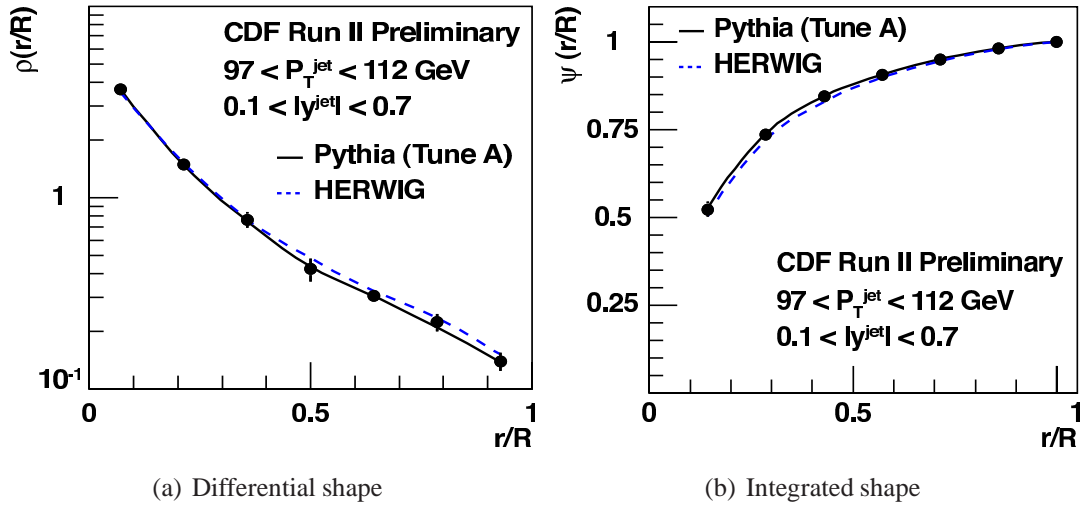 ρ(r/R)
CDF Run II Preliminary
97 < P_T^jet < 112 GeV
0.1 < |y^jet| < 0.7
Pythia (Tune A)
HERWIG
1
10^-1
0
0.5
1
r/R
(a) Differential shape
ψ (r/R)
Pythia (Tune A)
HERWIG
1
0.75
0.5
0.25
CDF Run II Preliminary
97 < P_T^jet < 112 GeV
0.1 < |y^jet| < 0.7
0
0.5
1
r/R
(b) Integrated shape